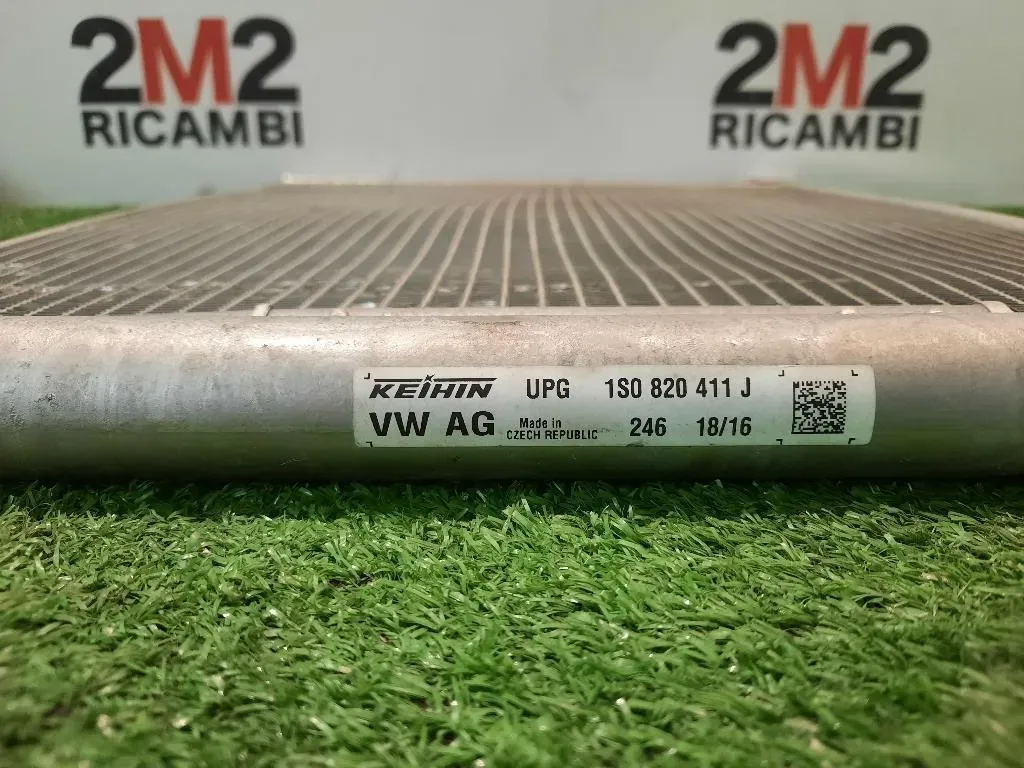 2M2
RICAMBI
2M2
RICAMBI
KEIHIN UPG 1S0 820 411 J
VW AG Made in CZECH REPUBLIC 246 18/16